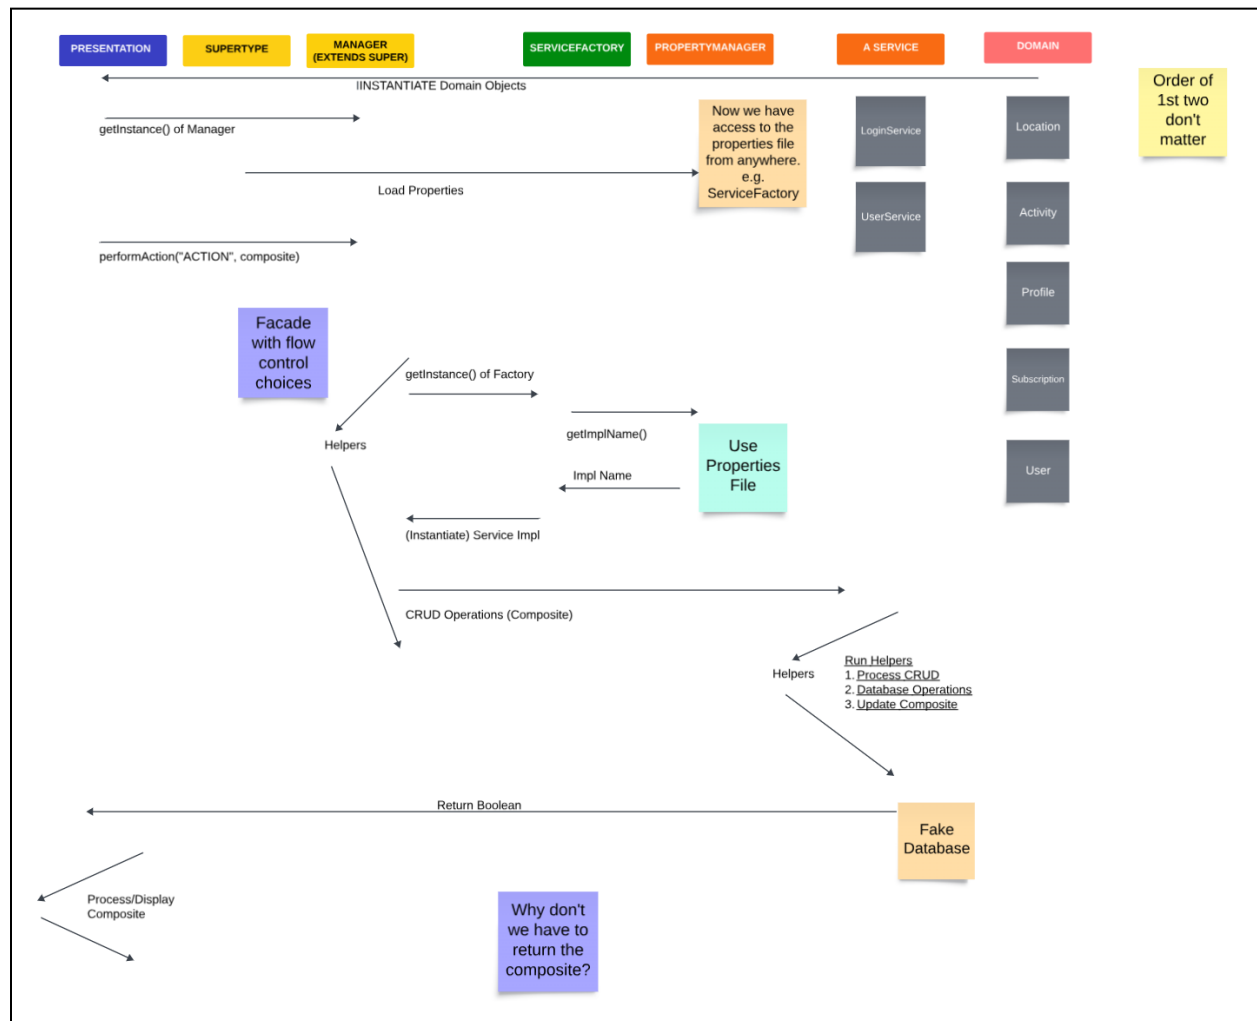 PRESENTATION
SUPERTYPE
MANAGER
(EXTENDS SUPER)
SERVICEFACTORY
PROPERTYMANAGER
A SERVICE
DOMAIN
IINSTANTIATE Domain Objects
Order of
1st two
don't
matter
getInstance() of Manager
Now we have
access to the
properties file
from anywhere.
e.g.
ServiceFactory
LoginService
Location
Load Properties
UserService
Activity
performAction("ACTION", composite)
Profile
Facade
with flow
control
choices
getInstance() of Factory
Subscription
Helpers
getImplName()
Use
Properties
File
User
Impl Name
(Instantiate) Service Impl
CRUD Operations (Composite)
Helpers
Run Helpers
1. Process CRUD
2. Database Operations
3. Update Composite
Return Boolean
Fake
Database
Process/Display
Composite
Why don't
we have to
return the
composite?